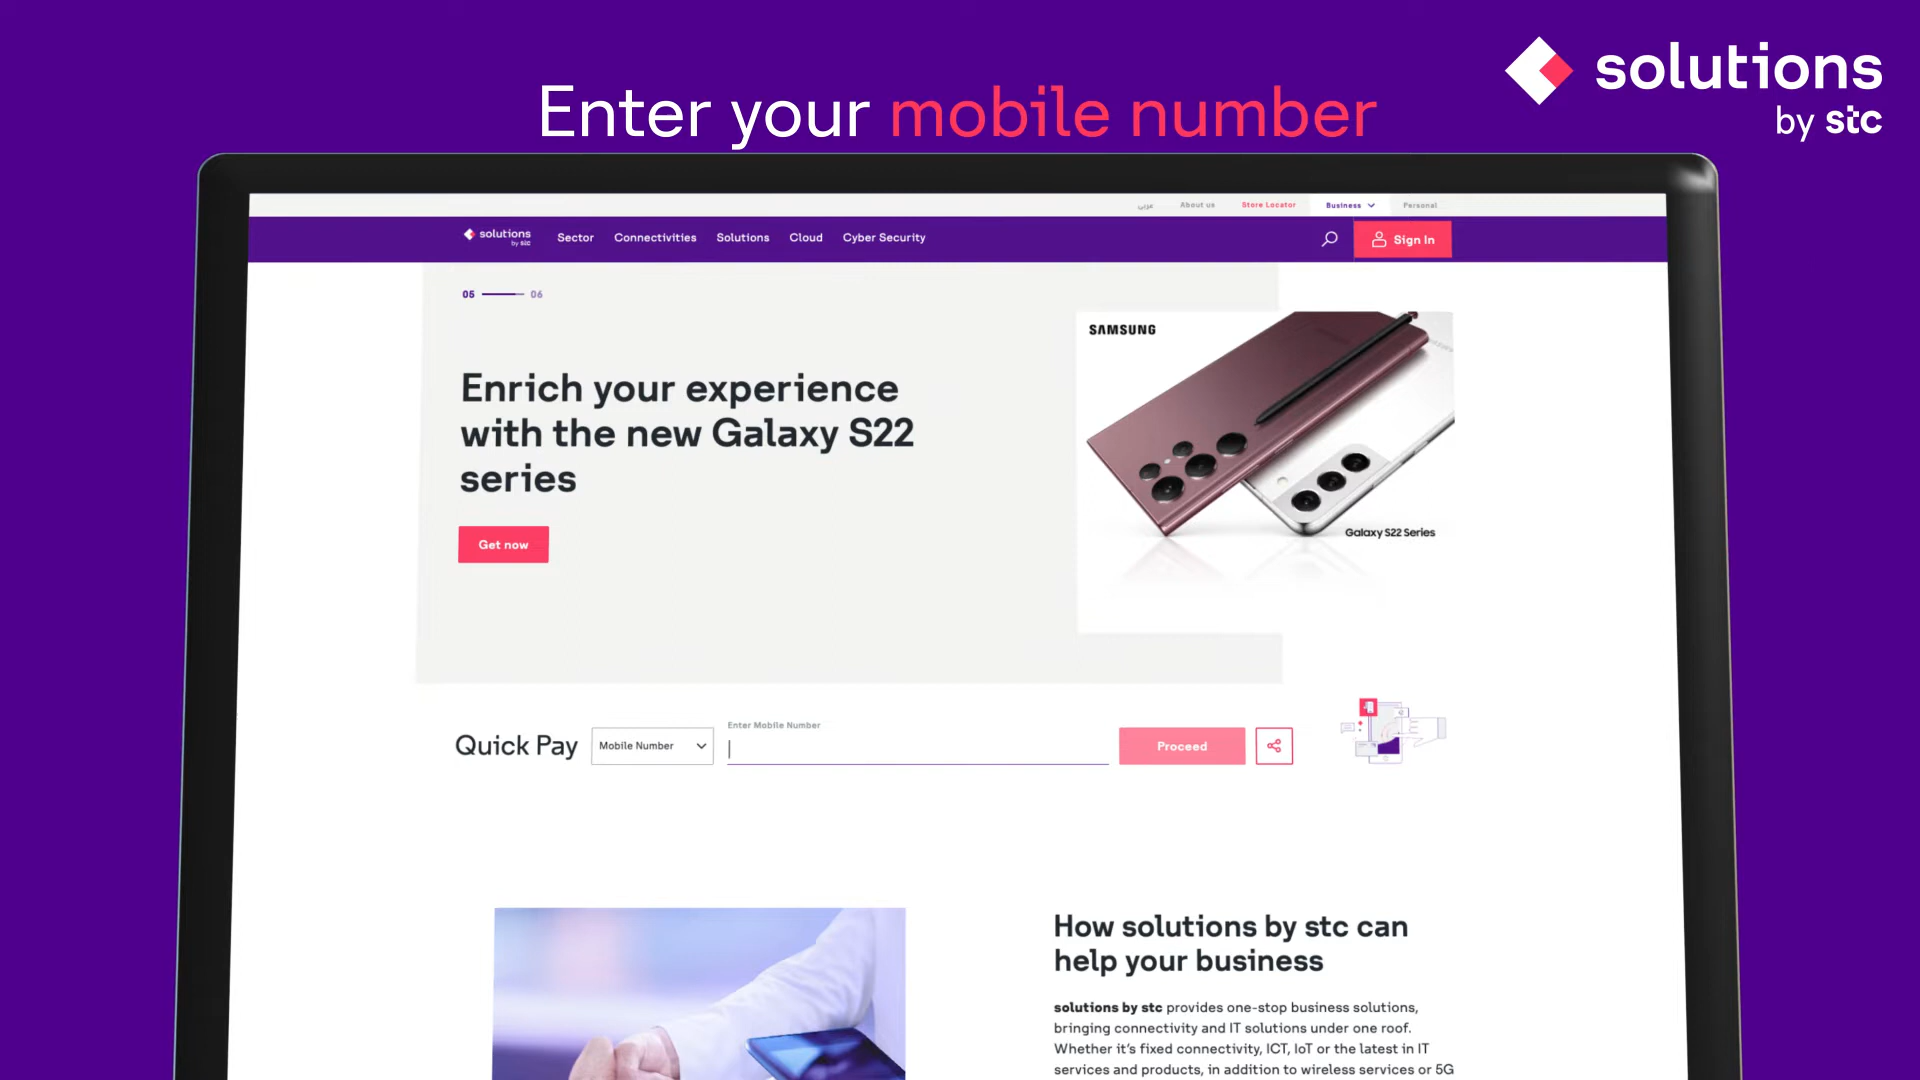 Enter your mobile number
solutions
by stc
عربي
About us
Store Locator
Business
Personal
solutions
by stc
Sector
Connectivities
Solutions
Cloud
Cyber Security
Sign In
05
06
Enrich your experience
with the new Galaxy S22
series
Get now
SAMSUNG
Galaxy S22 Series
Quick Pay
Mobile Number
Enter Mobile Number
Proceed
How solutions by stc can
help your business
solutions by stc provides one-stop business solutions,
bringing connectivity and IT solutions under one roof.
Whether it's fixed connectivity, ICT, IoT or the latest in IT
services and products, in addition to wireless services or 5G